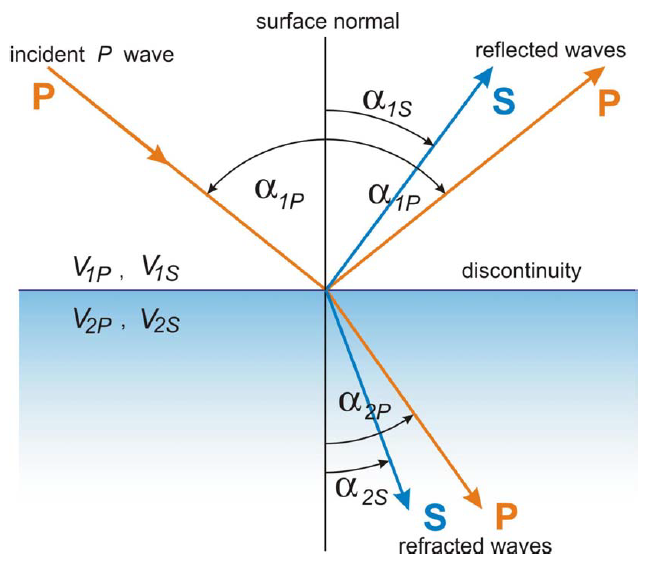 surface normal
incident P wave
reflected waves
P
S
P
α1S
α1P
α1P
V1P , V1S
discontinuity
V2P , V2S
α2P
α2S
S
P
refracted waves